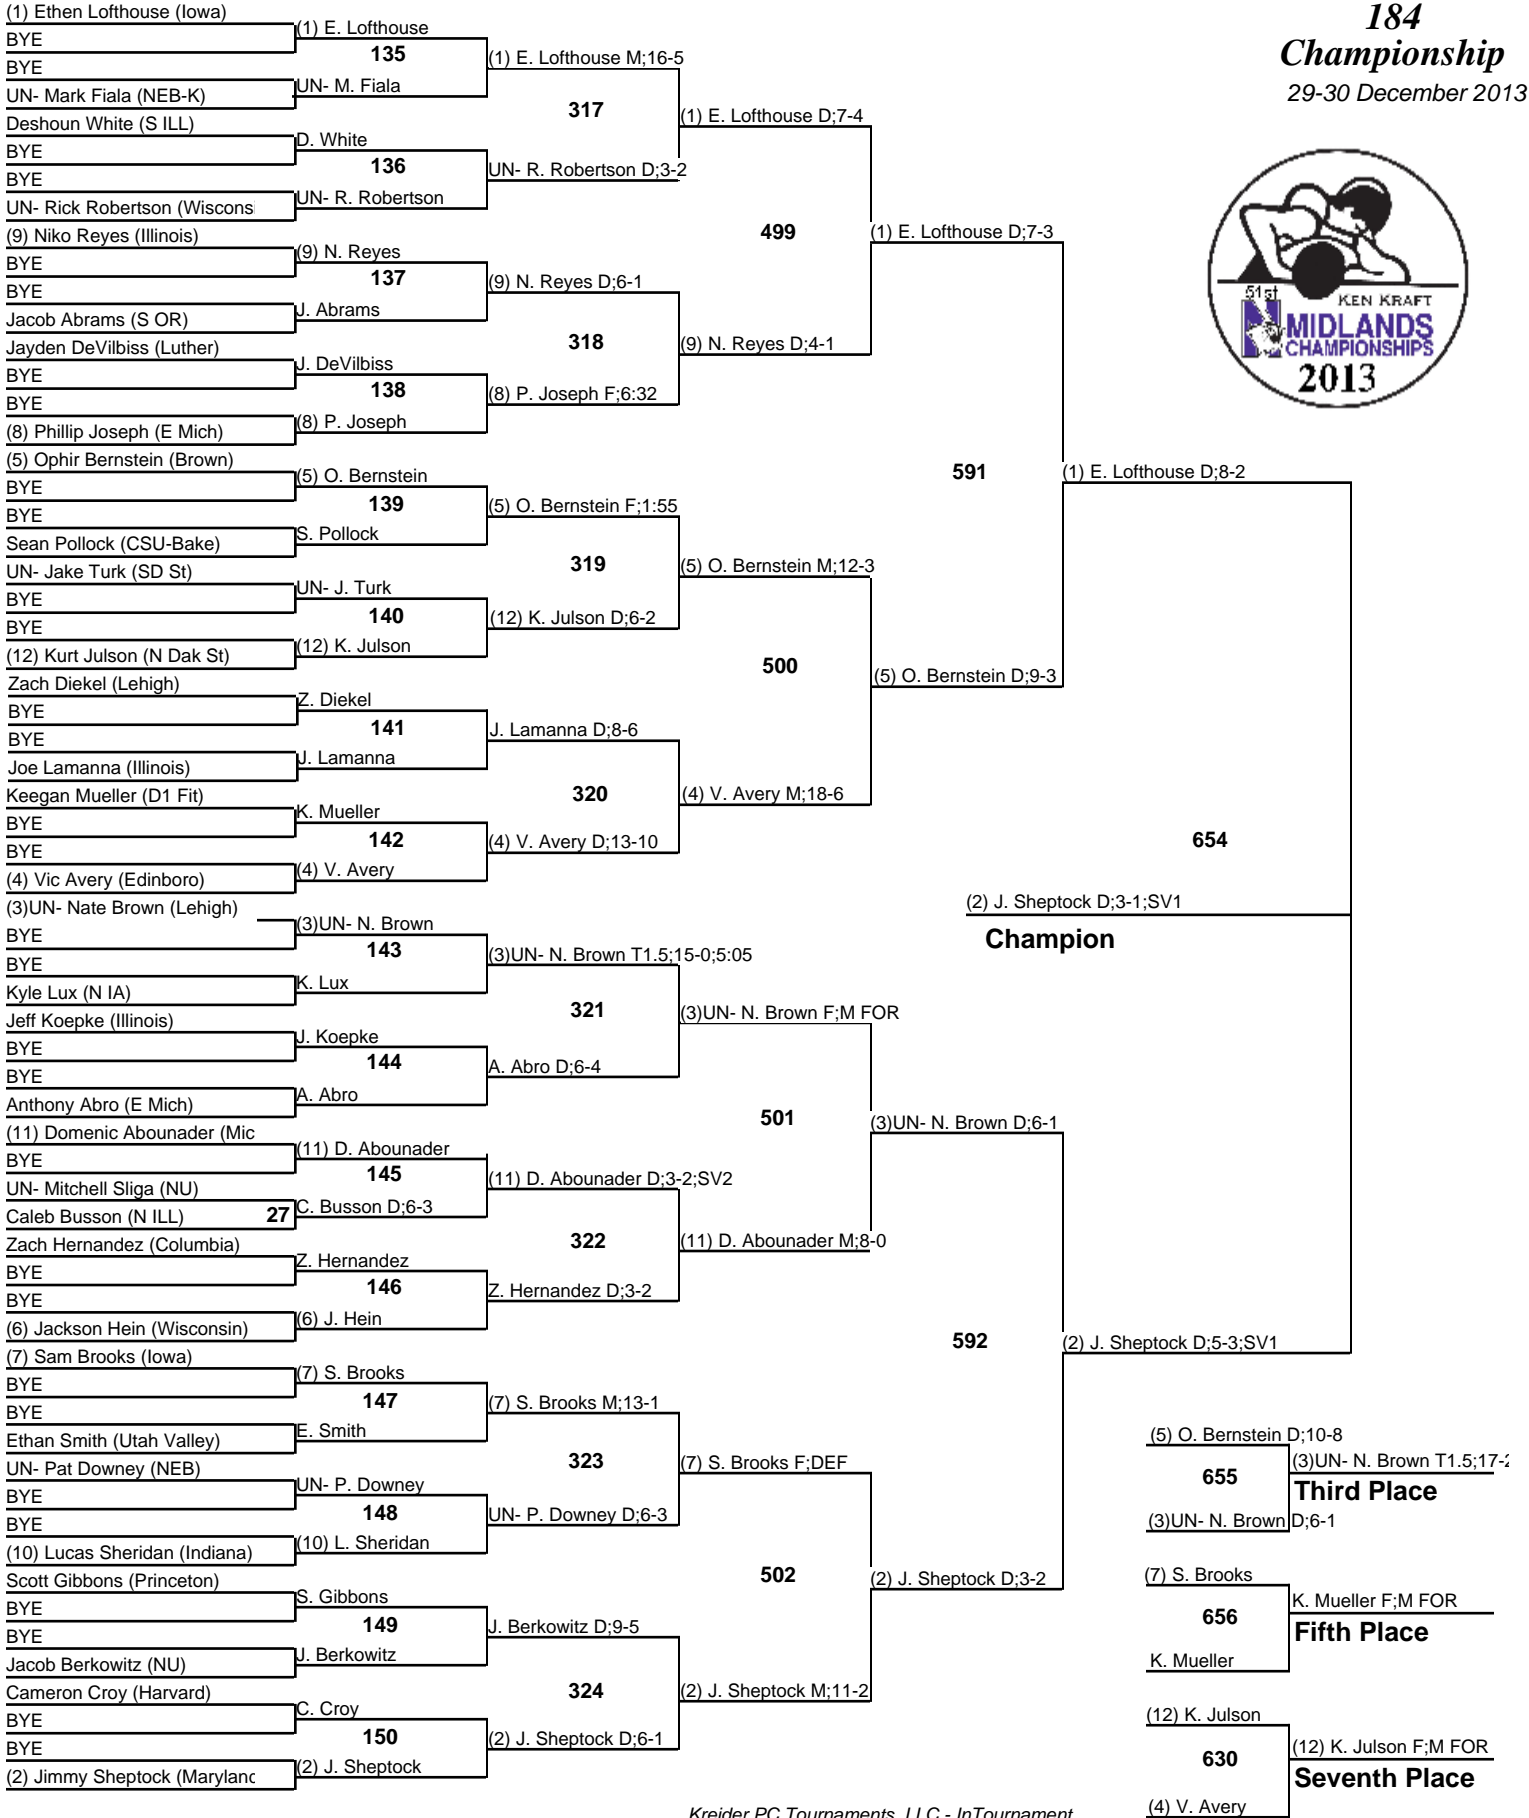 184
Championship
29-30 December 2013
51st
KEN KRAFT
N
MIDLANDS
CHAMPIONSHIPS
2013
(1) Ethen Lofthouse (Iowa)
BYE
BYE
UN- Mark Fiala (NEB-K)
Deshoun White (S ILL)
BYE
BYE
UN- Rick Robertson (Wisconsi
(9) Niko Reyes (Illinois)
BYE
BYE
Jacob Abrams (S OR)
Jayden DeVilbiss (Luther)
BYE
BYE
(8) Phillip Joseph (E Mich)
(5) Ophir Bernstein (Brown)
BYE
BYE
Sean Pollock (CSU-Bake)
UN- Jake Turk (SD St)
BYE
BYE
(12) Kurt Julson (N Dak St)
Zach Diekel (Lehigh)
BYE
BYE
Joe Lamanna (Illinois)
Keegan Mueller (D1 Fit)
BYE
BYE
(4) Vic Avery (Edinboro)
(3)UN- Nate Brown (Lehigh)
BYE
BYE
Kyle Lux (N IA)
Jeff Koepke (Illinois)
BYE
BYE
Anthony Abro (E Mich)
(11) Domenic Abounader (Mic
BYE
UN- Mitchell Sliga (NU)
Caleb Busson (N ILL) 27
Zach Hernandez (Columbia)
BYE
BYE
(6) Jackson Hein (Wisconsin)
(7) Sam Brooks (Iowa)
BYE
BYE
Ethan Smith (Utah Valley)
UN- Pat Downey (NEB)
BYE
BYE
(10) Lucas Sheridan (Indiana)
Scott Gibbons (Princeton)
BYE
BYE
Jacob Berkowitz (NU)
Cameron Croy (Harvard)
BYE
BYE
(2) Jimmy Sheptock (Maryland
(1) E. Lofthouse
135
UN- M. Fiala
D. White
136
UN- R. Robertson
(9) N. Reyes
137
J. Abrams
J. DeVilbiss
138
(8) P. Joseph
(5) O. Bernstein
139
S. Pollock
UN- J. Turk
140
(12) K. Julson
Z. Diekel
141
J. Lamanna
K. Mueller
142
(4) V. Avery
(3)UN- N. Brown
143
K. Lux
J. Koepke
144
A. Abro
(11) D. Abounader
145
C. Busson D;6-3
Z. Hernandez
146
(6) J. Hein
(7) S. Brooks
147
E. Smith
UN- P. Downey
148
(10) L. Sheridan
S. Gibbons
149
J. Berkowitz
C. Croy
150
(2) J. Sheptock
(1) E. Lofthouse M;16-5
317
UN- R. Robertson D;3-2
(9) N. Reyes D;6-1
318
(8) P. Joseph F;6:32
(5) O. Bernstein F;1:55
319
(12) K. Julson D;6-2
J. Lamanna D;8-6
320
(4) V. Avery D;13-10
(3)UN- N. Brown T1.5;15-0;5:05
321
A. Abro D;6-4
(11) D. Abounader D;3-2;SV2
322
Z. Hernandez D;3-2
(7) S. Brooks M;13-1
323
UN- P. Downey D;6-3
J. Berkowitz D;9-5
324
(2) J. Sheptock D;6-1
(1) E. Lofthouse D;7-4
499
(9) N. Reyes D;4-1
(5) O. Bernstein M;12-3
500
(4) V. Avery M;18-6
(3)UN- N. Brown F;M FOR
501
(11) D. Abounader M;8-0
(7) S. Brooks F;DEF
502
(2) J. Sheptock M;11-2
(1) E. Lofthouse D;7-3
591
(5) O. Bernstein D;9-3
(3)UN- N. Brown D;6-1
592
(2) J. Sheptock D;3-2
(1) E. Lofthouse D;8-2
654
(2) J. Sheptock D;5-3;SV1
(2) J. Sheptock D;3-1;SV1
Champion
(5) O. Bernstein D;10-8
655
(3)UN- N. Brown D;6-1
(3)UN- N. Brown T1.5;17-2
Third Place
(7) S. Brooks
656
K. Mueller
K. Mueller F;M FOR
Fifth Place
(12) K. Julson
630
(4) V. Avery
(12) K. Julson F;M FOR
Seventh Place
Kreider PC Tournaments, LLC - InTournament